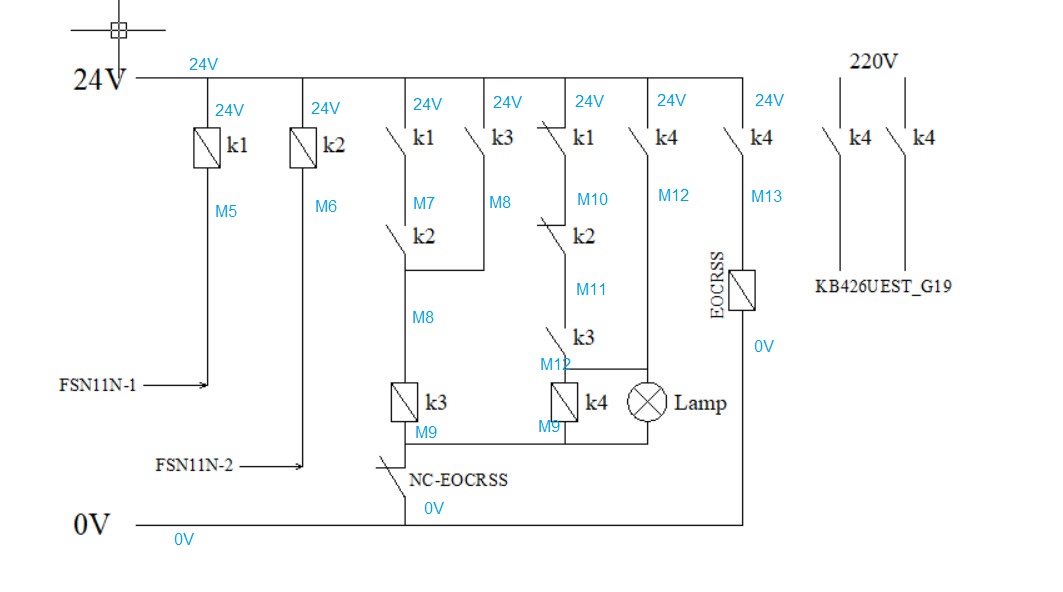 24V
220V
24V
24V
24V
24V
24V
24V
24V
24V
k1
k2
k1
k3
k1
k4
k4
k4
k4
M5
M6
M7
M8
M10
M12
M13
k2
k2
EOCRSS
KB426UEST_G19
M11
M8
k3
0V
M12
FSN11N-1
k3
k4
Lamp
M9
M9
FSN11N-2
NC-EOCRSS
0V
0V
0V